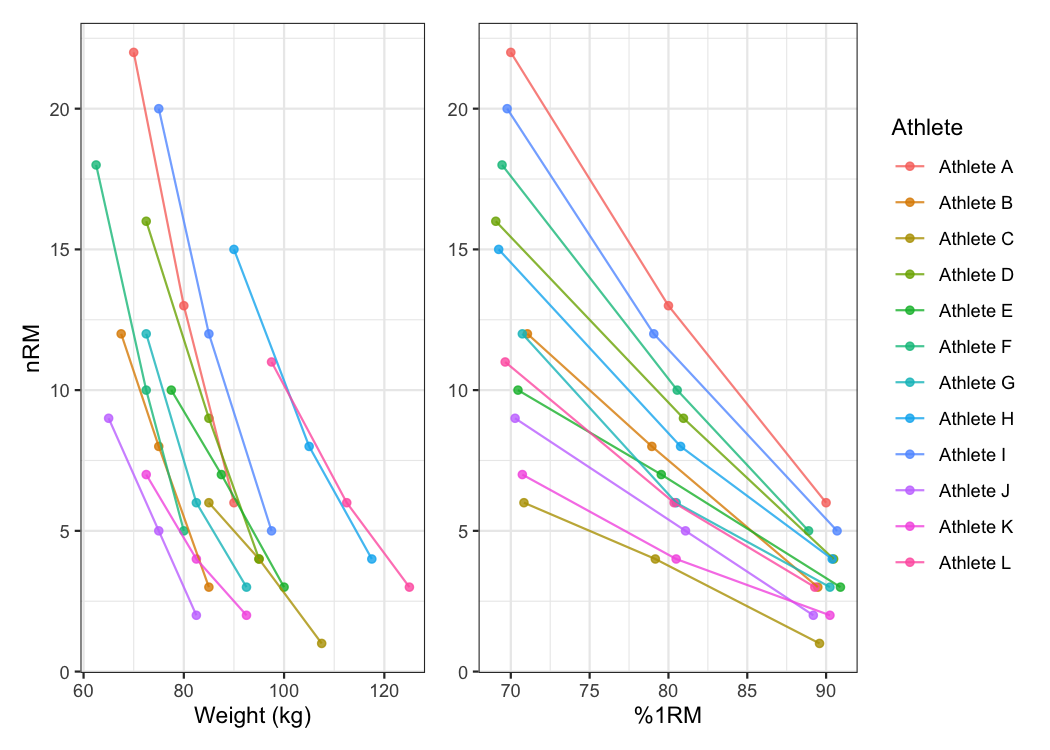 nRM
20
15
10
5
0
60 80 100 120
Weight (kg)
20
15
10
5
0
70 75 80 85 90
%1RM
Athlete
Athlete A
Athlete B
Athlete C
Athlete D
Athlete E
Athlete F
Athlete G
Athlete H
Athlete I
Athlete J
Athlete K
Athlete L